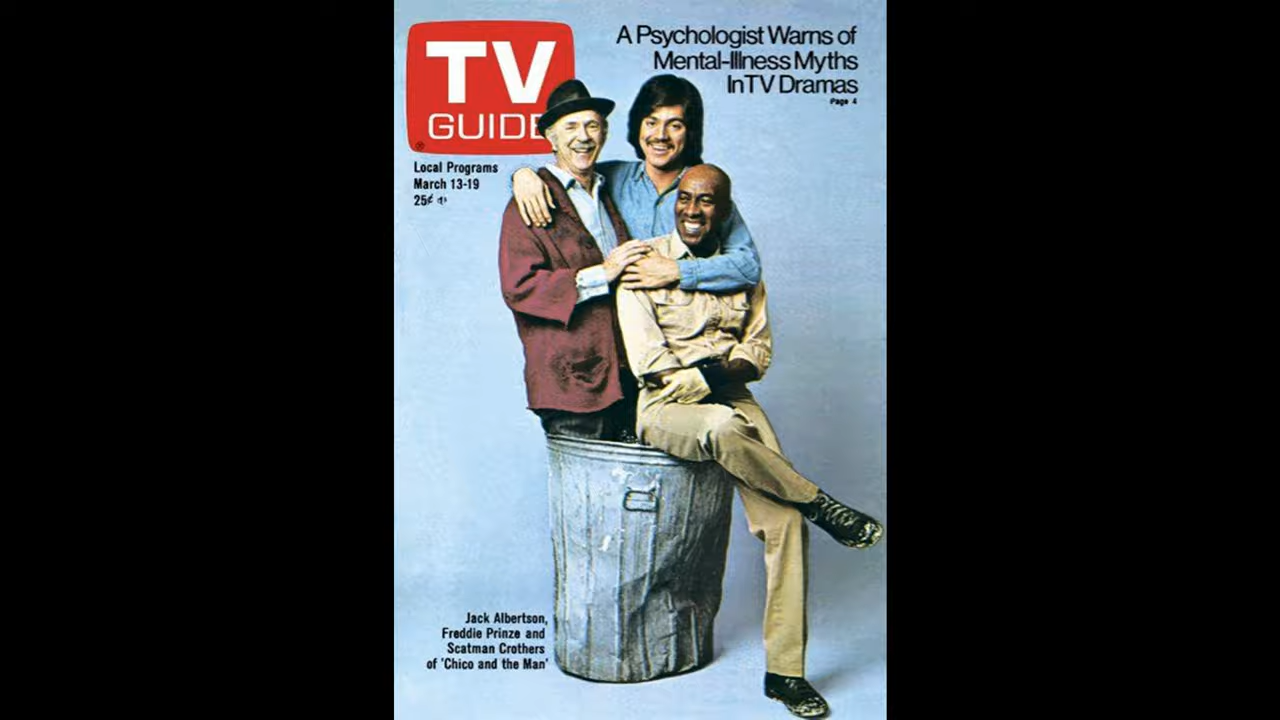 TV
GUIDE
®
Local Programs
March 13-19
25¢
A Psychologist Warns of
Mental-Illness Myths
In TV Dramas
Page 4
Jack Albertson,
Freddie Prinze and
Scatman Crothers
of 'Chico and the Man'